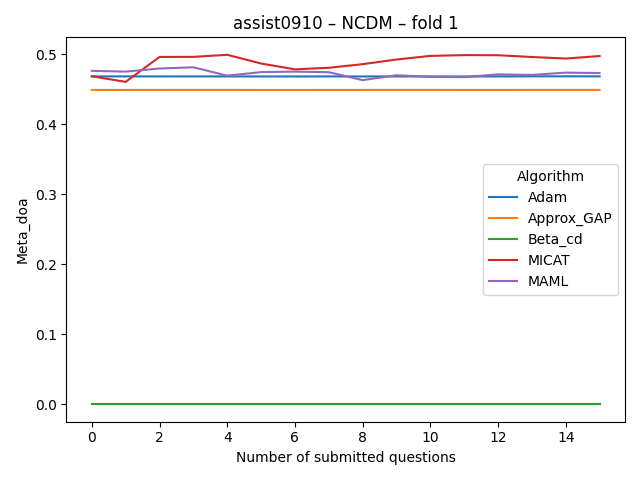 assist0910 – NCDM – fold 1
Meta_doa
0.5
0.4
0.3
0.2
0.1
0.0
Algorithm
Adam
Approx_GAP
Beta_cd
MICAT
MAML
0 2 4 6 8 10 12 14
Number of submitted questions